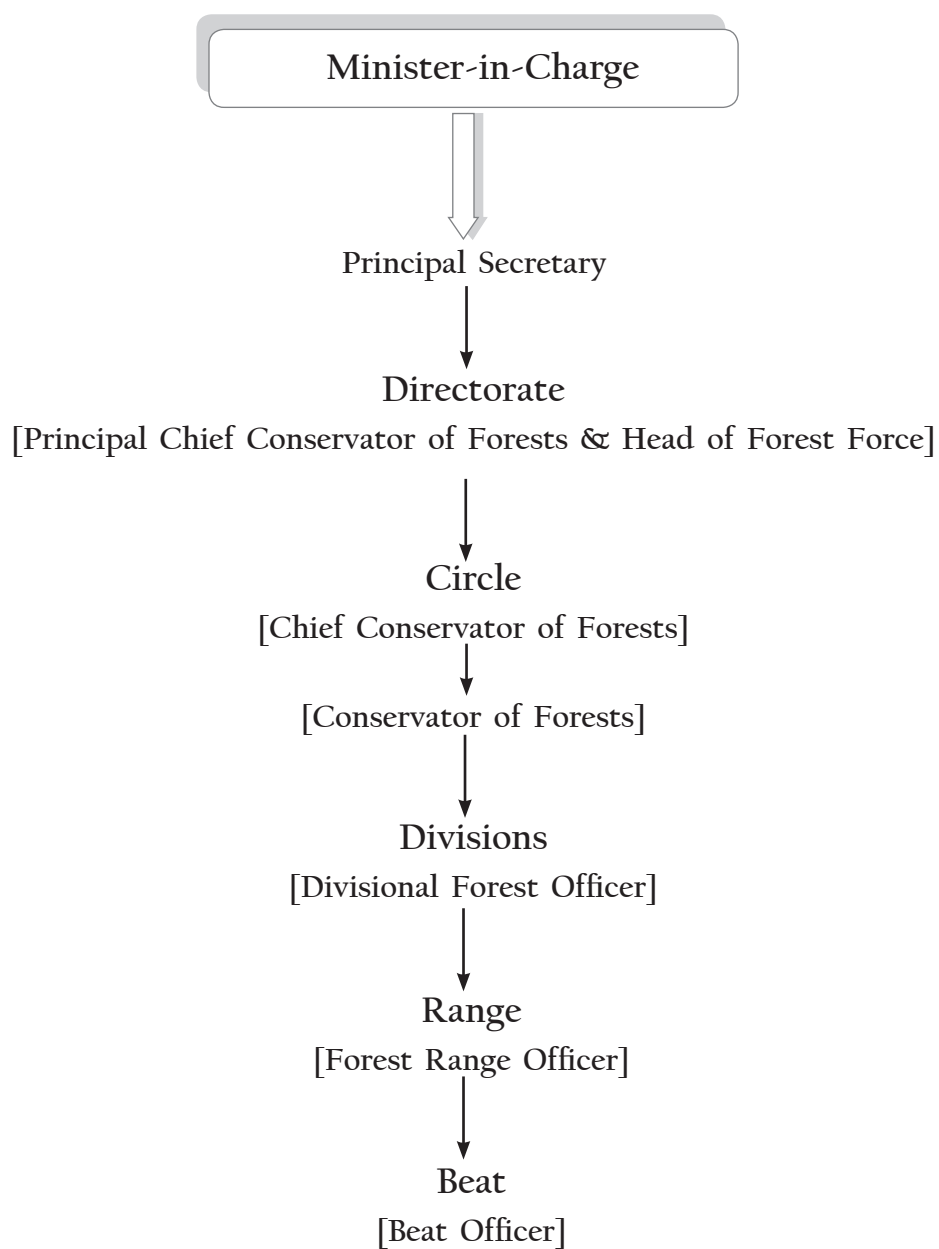 Minister-in-Charge
Principal Secretary
Directorate
[Principal Chief Conservator of Forests & Head of Forest Force]
Circle
[Chief Conservator of Forests]
[Conservator of Forests]
Divisions
[Divisional Forest Officer]
Range
[Forest Range Officer]
Beat
[Beat Officer]